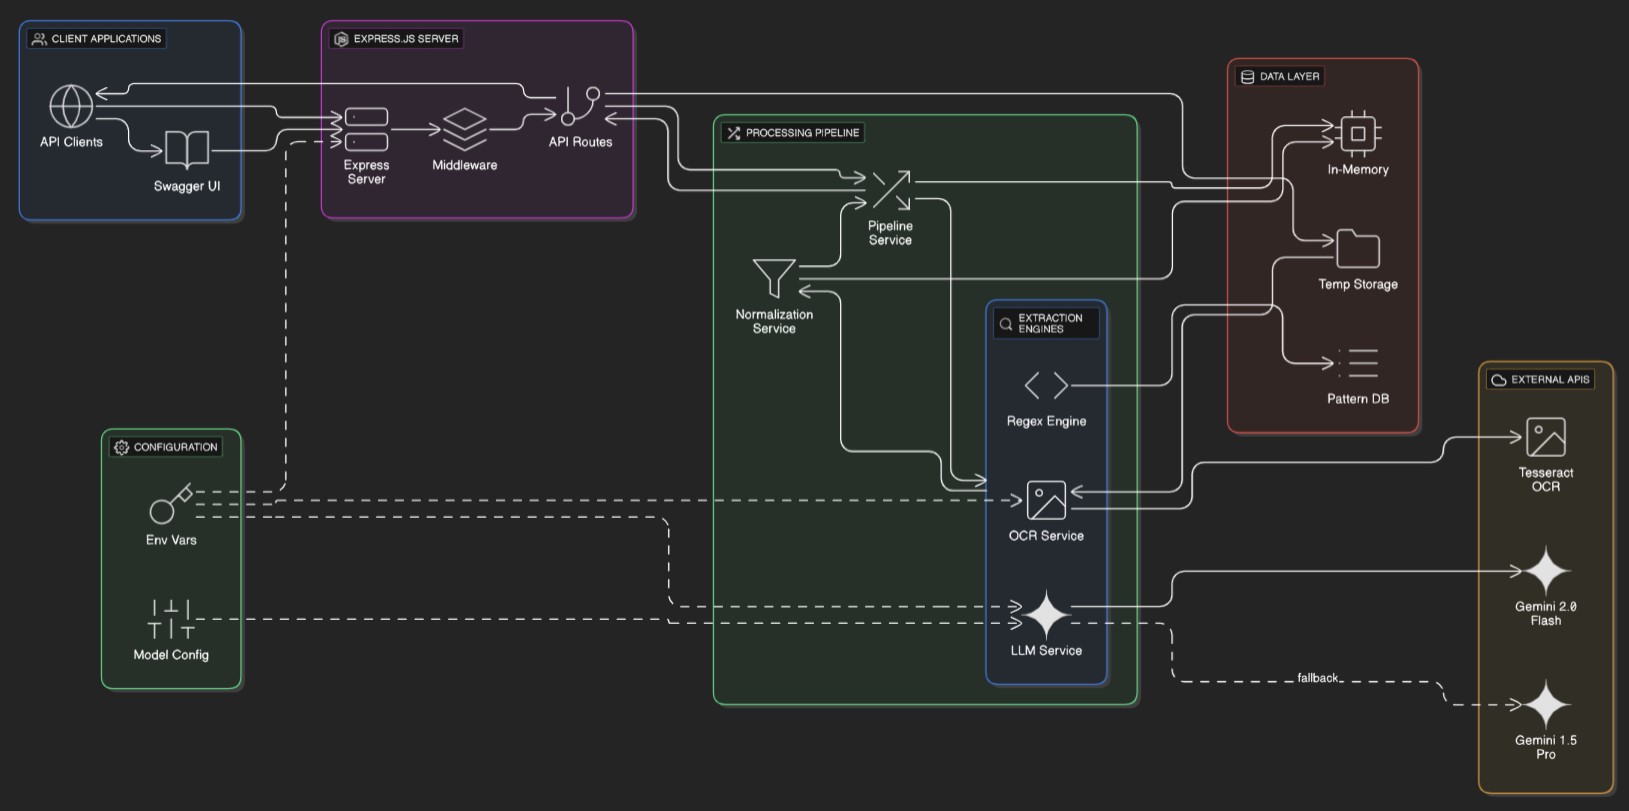 CLIENT APPLICATIONS
API Clients
Swagger UI
EXPRESS.JS SERVER
Express
Server
Middleware
API Routes
PROCESSING PIPELINE
Pipeline
Service
Normalization
Service
EXTRACTION
ENGINES
Regex Engine
OCR Service
LLM Service
DATA LAYER
In-Memory
Temp Storage
Pattern DB
CONFIGURATION
Env Vars
Model Config
EXTERNAL APIS
Tesseract
OCR
Gemini 2.0
Flash
fallback
Gemini 1.5
Pro